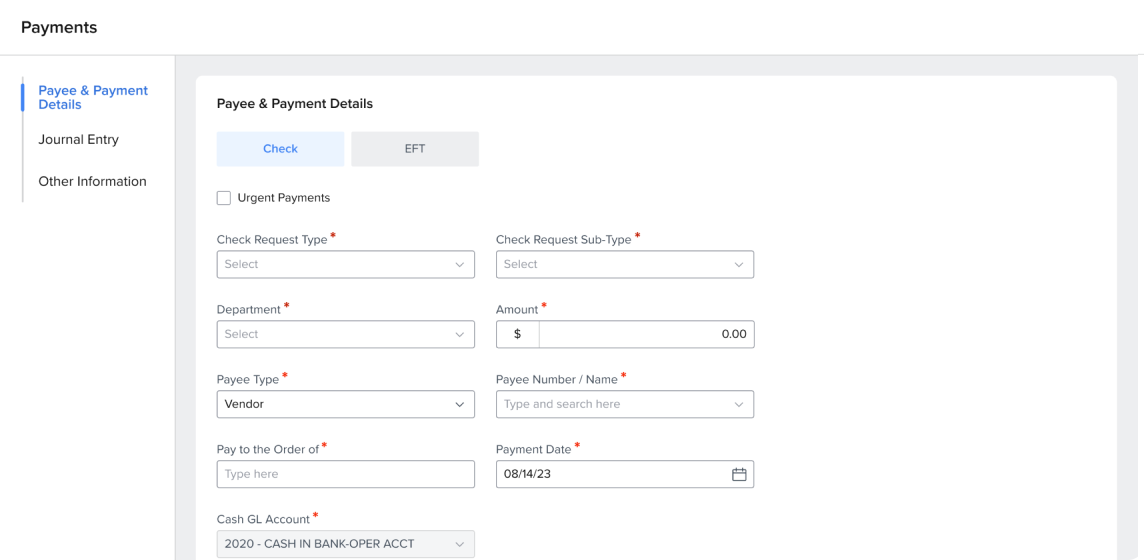 Payments
Payee & Payment
Details
Journal Entry
Other Information
Payee & Payment Details
Check
EFT
Urgent Payments
Check Request Type *
Check Request Sub-Type *
Select
Select
Department *
Amount *
Select
$ 0.00
Payee Type *
Payee Number / Name *
Vendor
Type and search here
Pay to the Order of *
Payment Date *
Type here
08/14/23
Cash GL Account *
2020 - CASH IN BANK-OPER ACCT